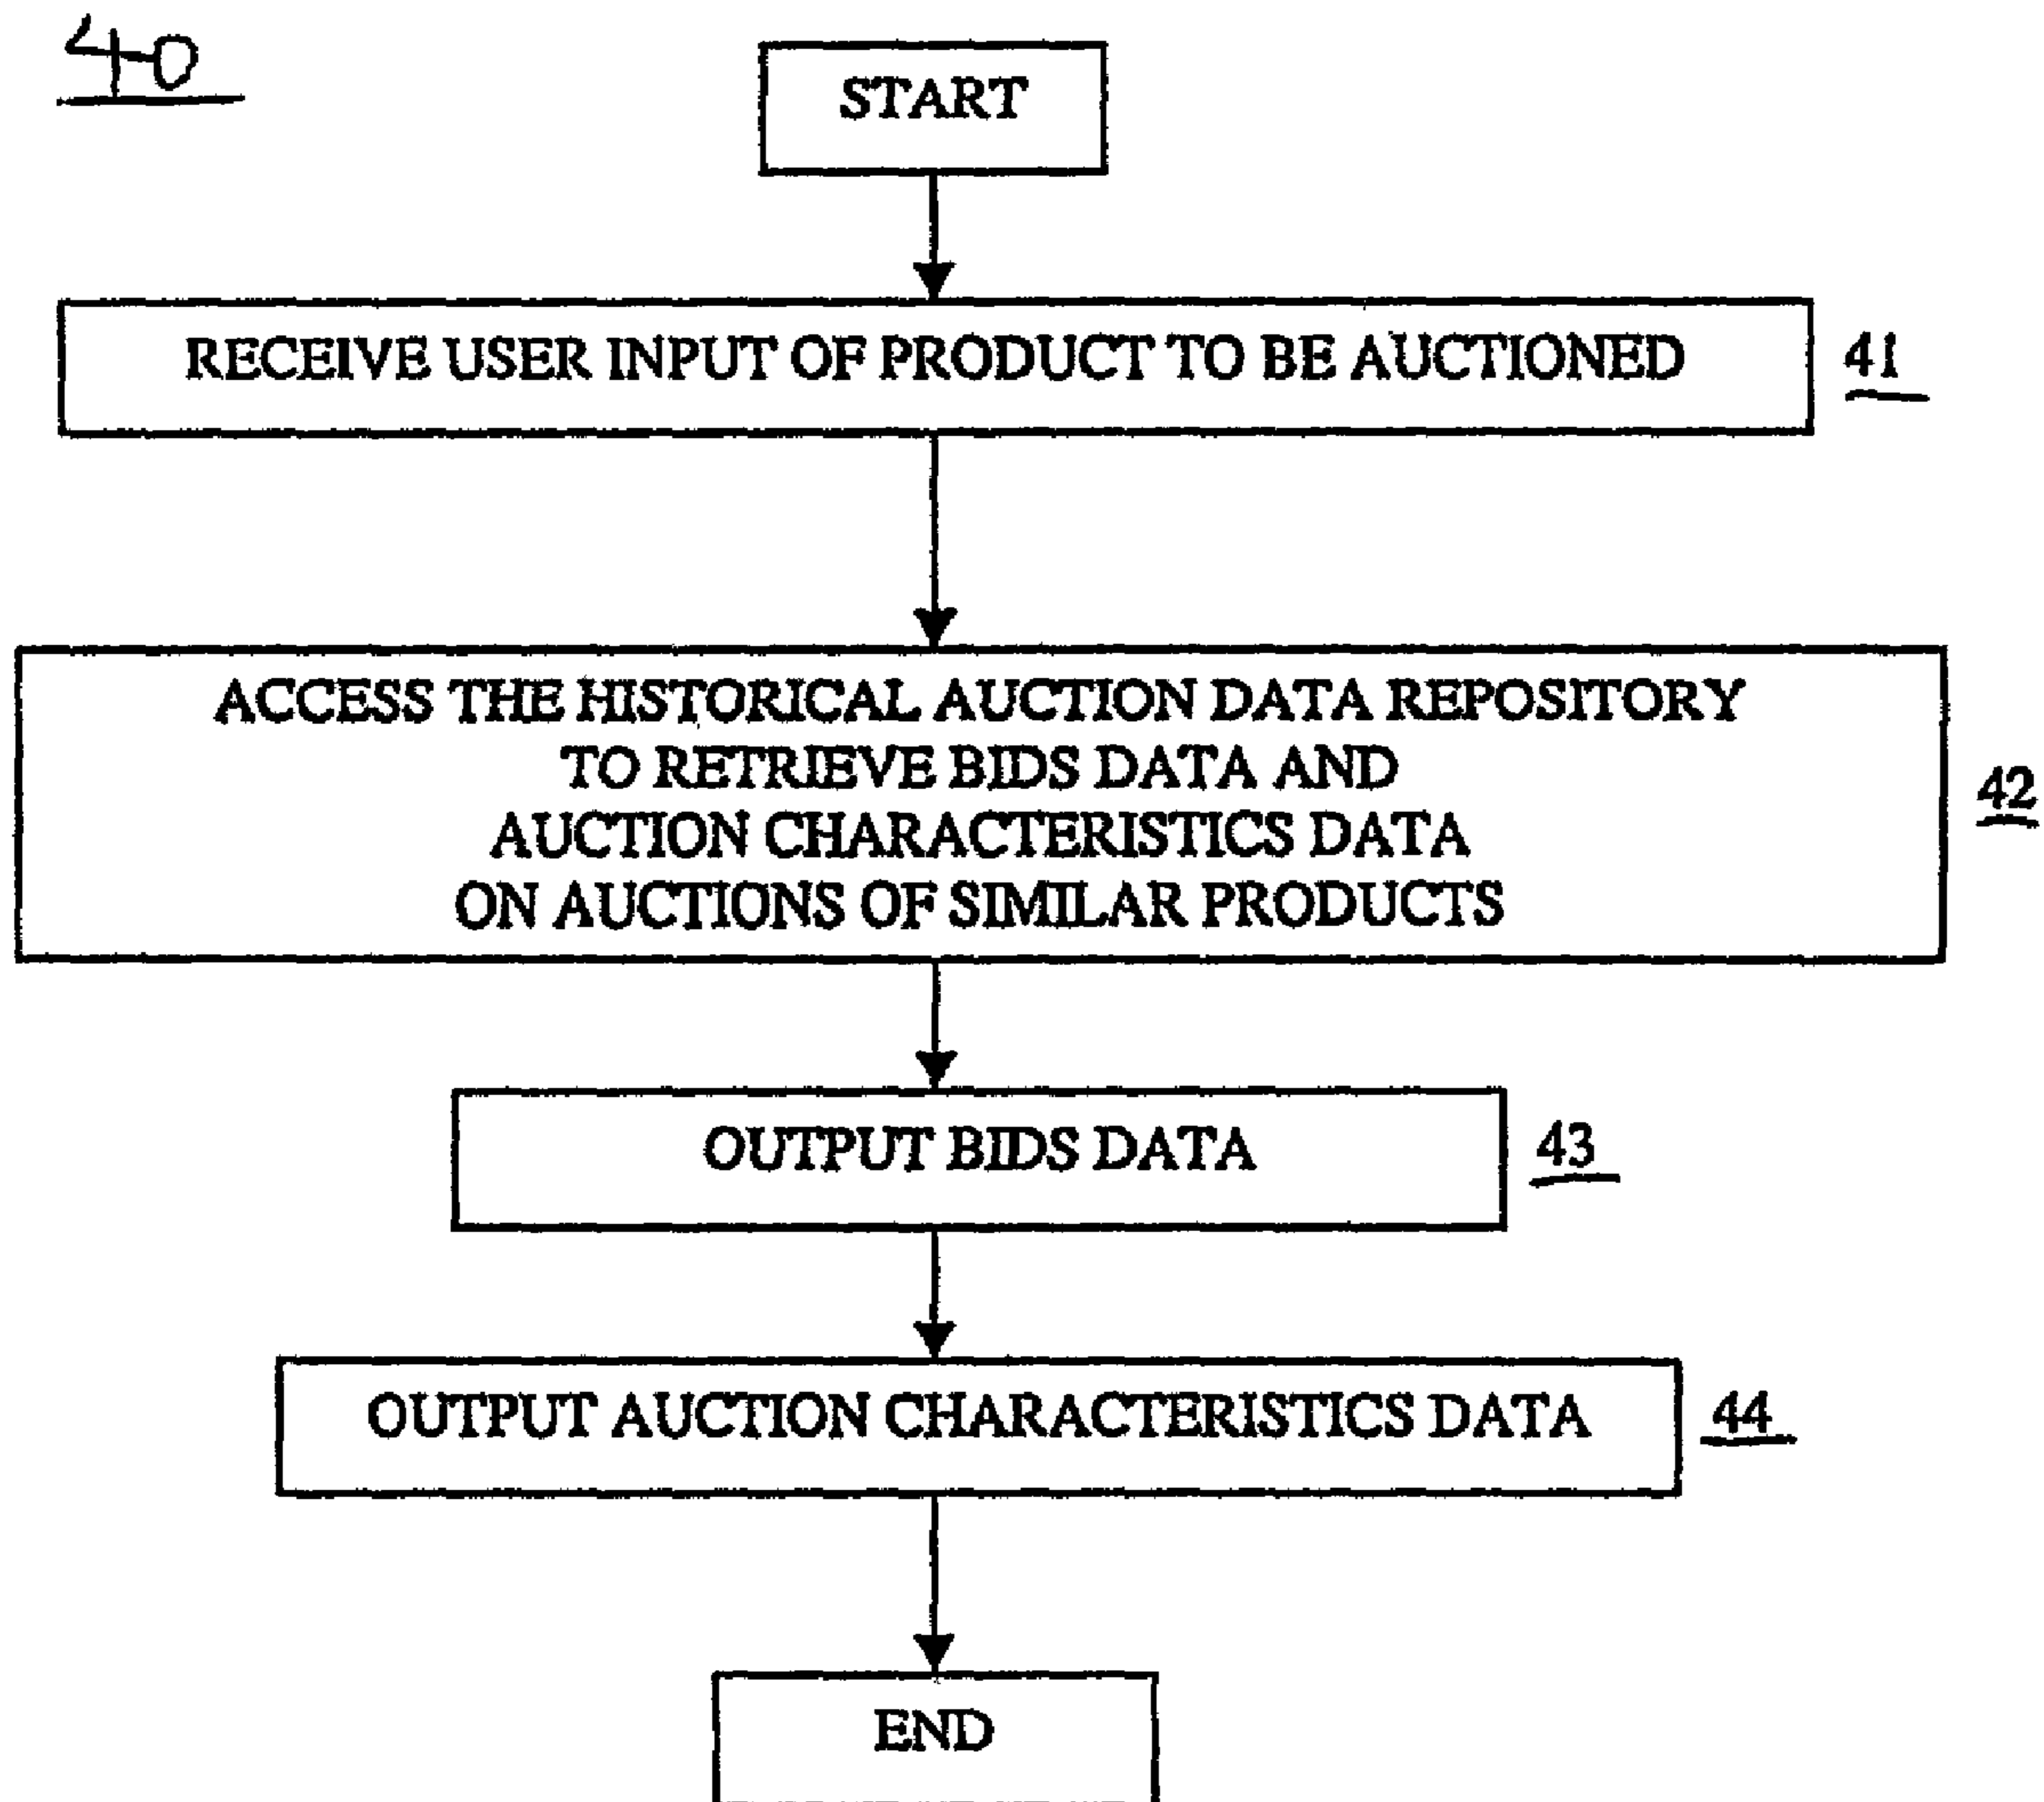 40
START
RECEIVE USER INPUT OF PRODUCT TO BE AUCTIONED
41
ACCESS THE HISTORICAL AUCTION DATA REPOSITORY
TO RETRIEVE BIDS DATA AND
AUCTION CHARACTERISTICS DATA
ON AUCTIONS OF SIMILAR PRODUCTS
42
OUTPUT BIDS DATA
43
OUTPUT AUCTION CHARACTERISTICS DATA
44
END